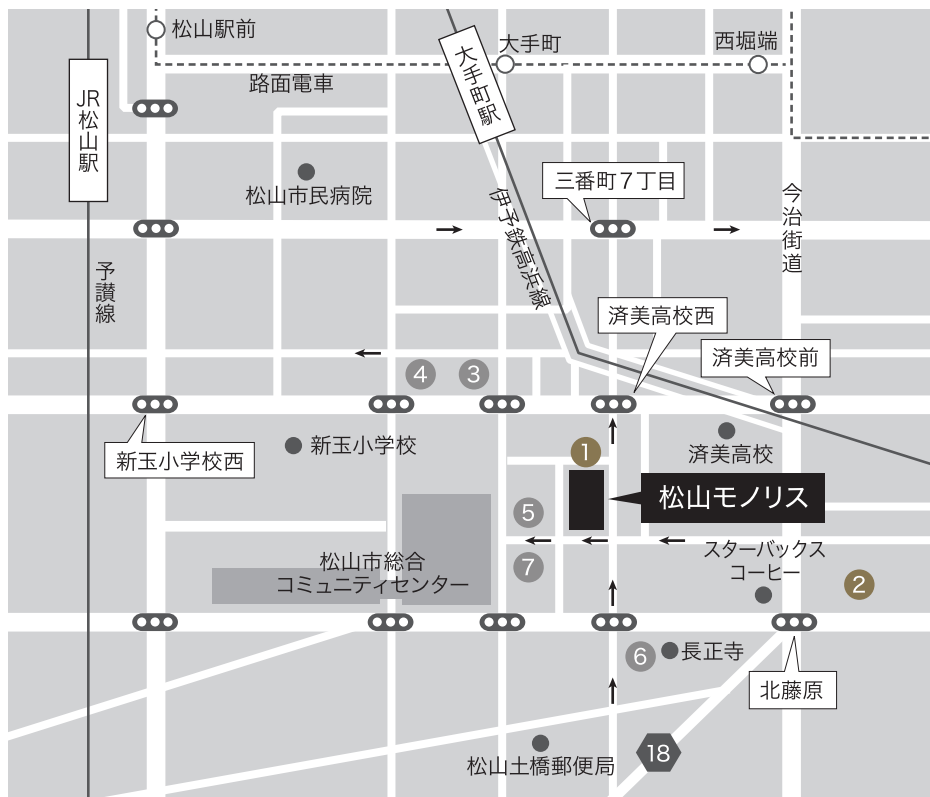 松山駅前
大手町
西堀端
路面電車
大手町駅
JR松山駅
松山市民病院
三番町7丁目
今治街道
伊予鉄高浜線
予讃線
済美高校西
済美高校前
4
3
新玉小学校西
新玉小学校
1
済美高校
松山モノリス
5
7
スターバックス
コーヒー
2
松山市総合
コミュニティセンター
6
長正寺
北藤原
松山土橋郵便局
18